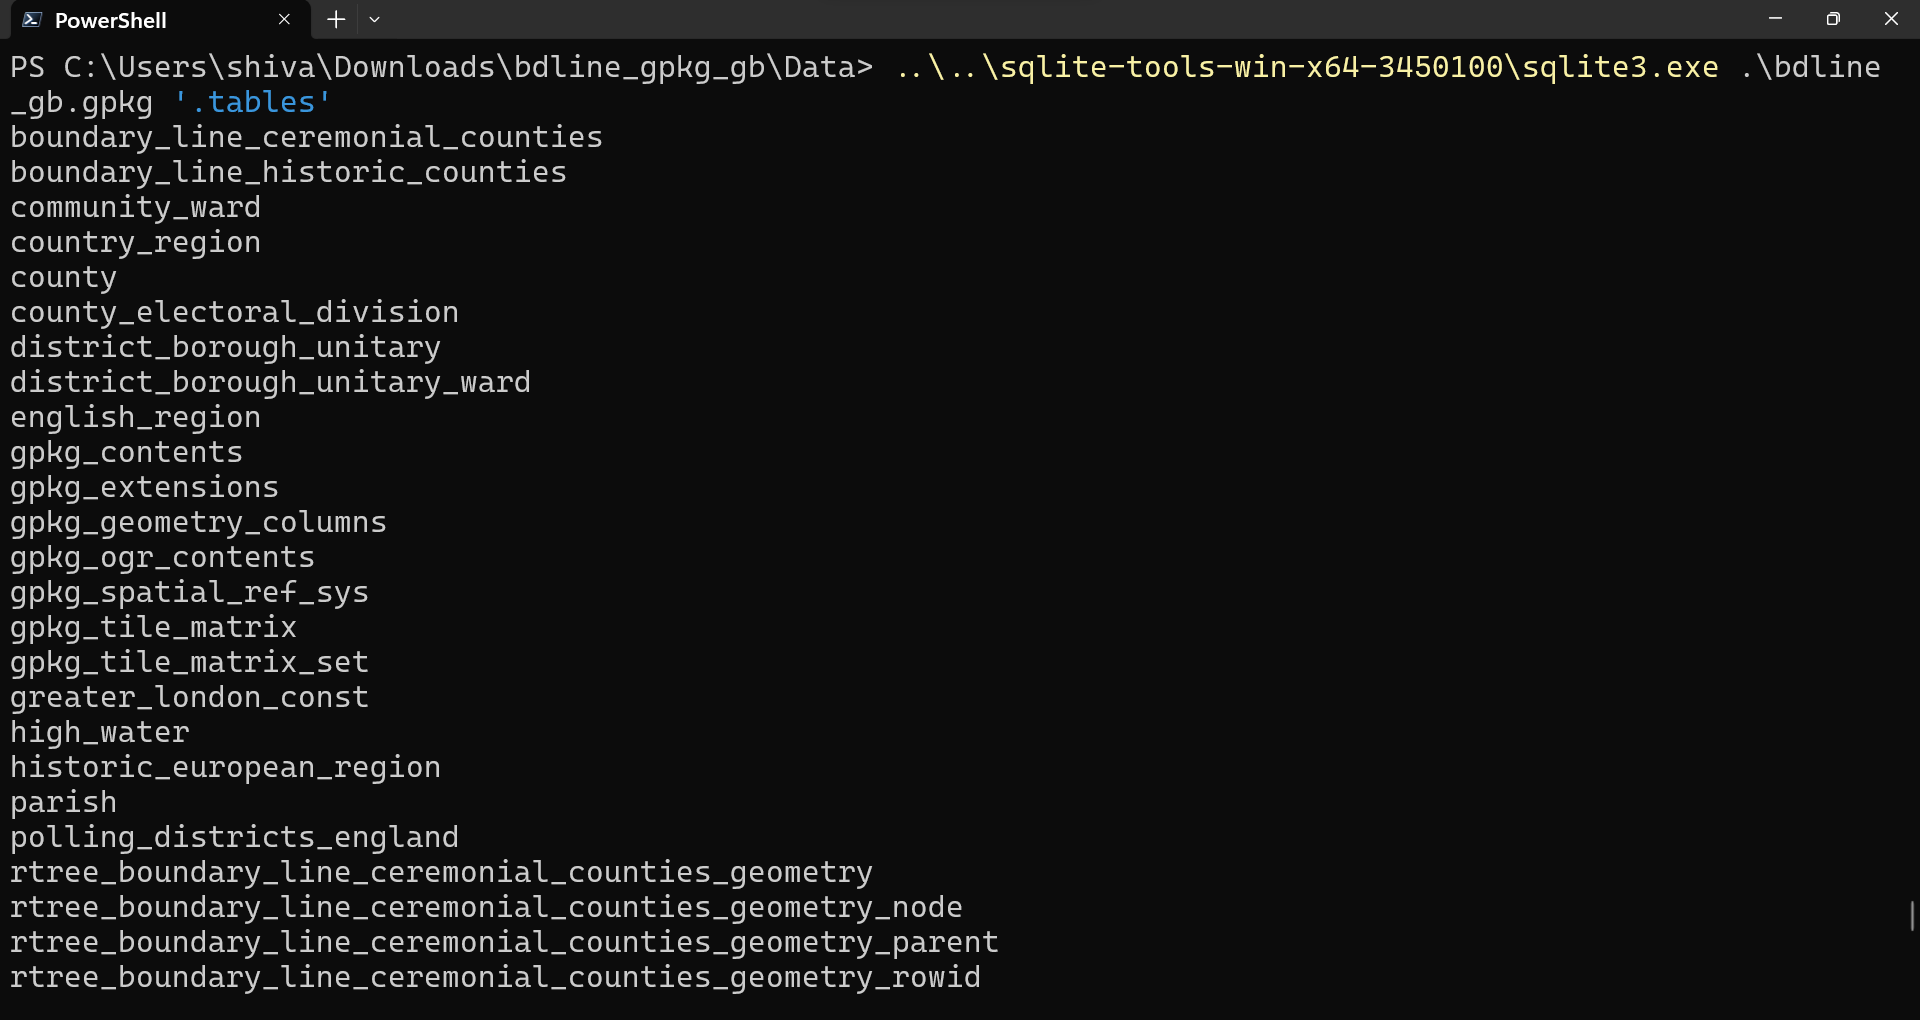 PowerShell
PS C:\Users\shiva\Downloads\bdline_gpkg_gb\Data> ..\..\sqlite-tools-win-x64-3450100\sqlite3.exe .\bdline
_gb.gpkg '.tables'
boundary_line_ceremonial_counties
boundary_line_historic_counties
community_ward
country_region
county
county_electoral_division
district_borough_unitary
district_borough_unitary_ward
english_region
gpkg_contents
gpkg_extensions
gpkg_geometry_columns
gpkg_ogr_contents
gpkg_spatial_ref_sys
gpkg_tile_matrix
gpkg_tile_matrix_set
greater_london_const
high_water
historic_european_region
parish
polling_districts_england
rtree_boundary_line_ceremonial_counties_geometry
rtree_boundary_line_ceremonial_counties_geometry_node
rtree_boundary_line_ceremonial_counties_geometry_parent
rtree_boundary_line_ceremonial_counties_geometry_rowid